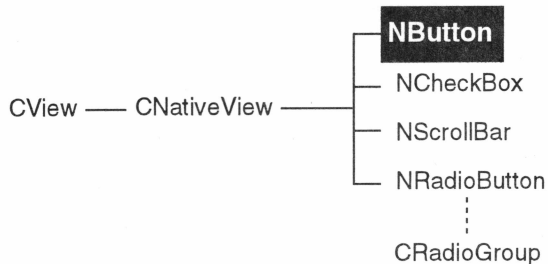 NButton
NCheckBox
CView
CNativeView
NScrollBar
NRadioButton
CRadioGroup